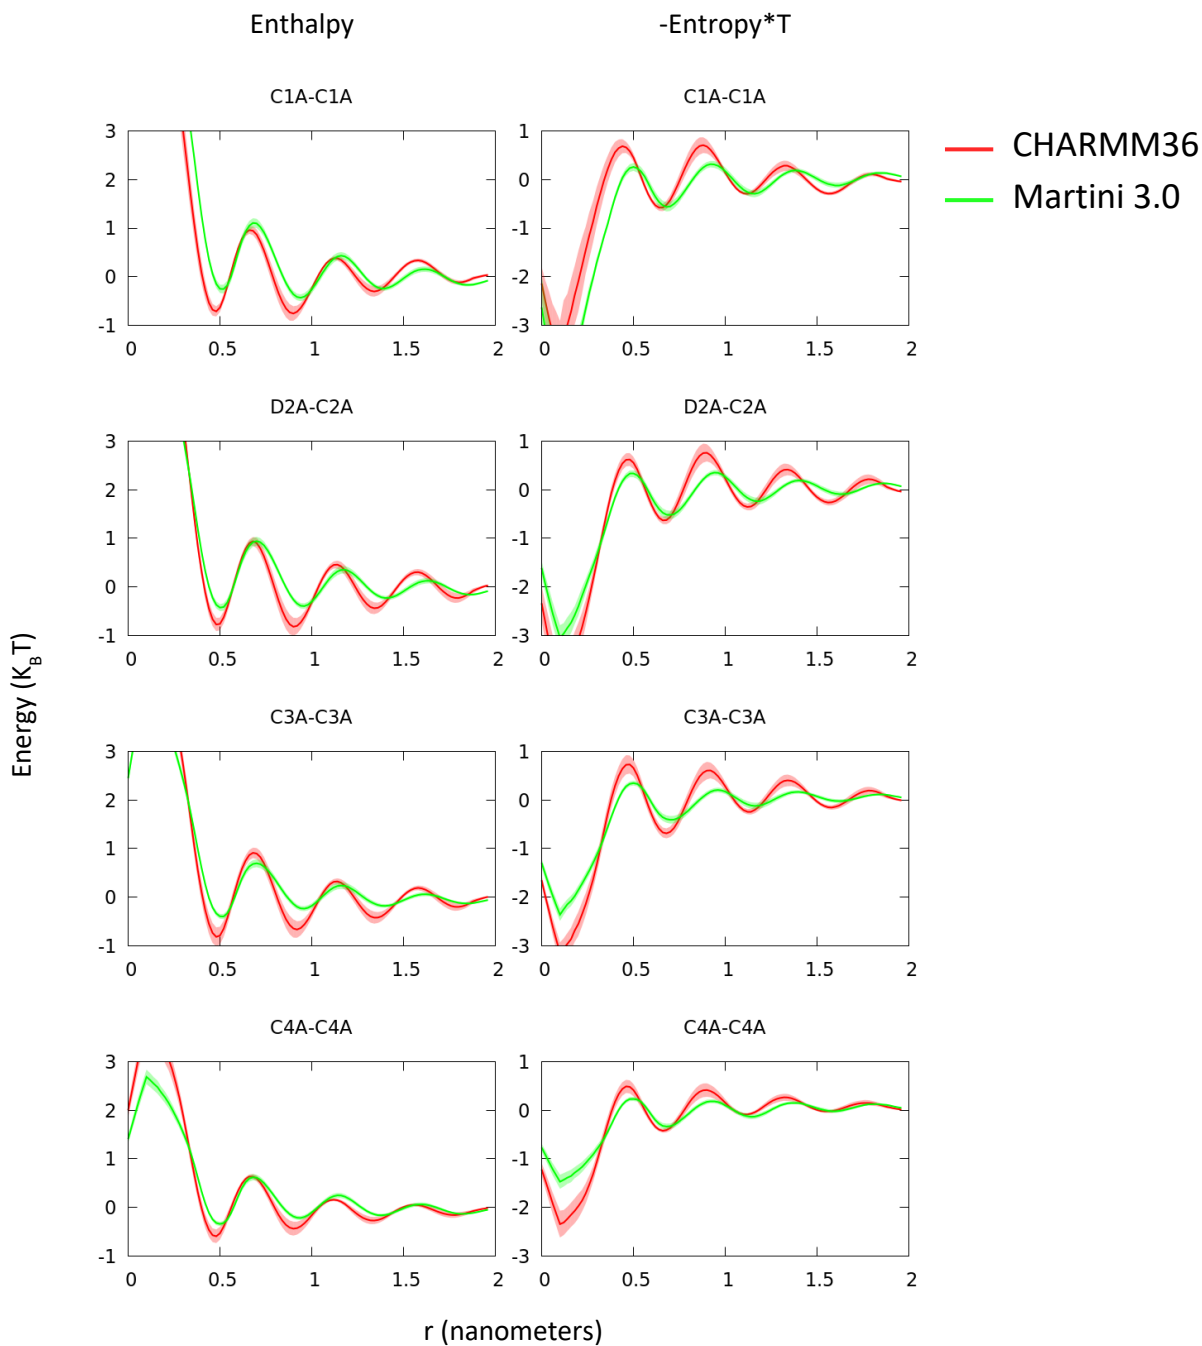 Enthalpy -Entropy*T
C1A-C1A C1A-C1A
CHARMM36
Martini 3.0
3 2 1 0 -1
0 0.5 1 1.5 2
1 0 -1 -2 -3
0 0.5 1 1.5 2
D2A-C2A D2A-C2A
3 2 1 0 -1
0 0.5 1 1.5 2
1 0 -1 -2 -3
0 0.5 1 1.5 2
Energy (K_BT)
C3A-C3A C3A-C3A
3 2 1 0 -1
0 0.5 1 1.5 2
1 0 -1 -2 -3
0 0.5 1 1.5 2
C4A-C4A C4A-C4A
3 2 1 0 -1
0 0.5 1 1.5 2
1 0 -1 -2 -3
0 0.5 1 1.5 2
r (nanometers)